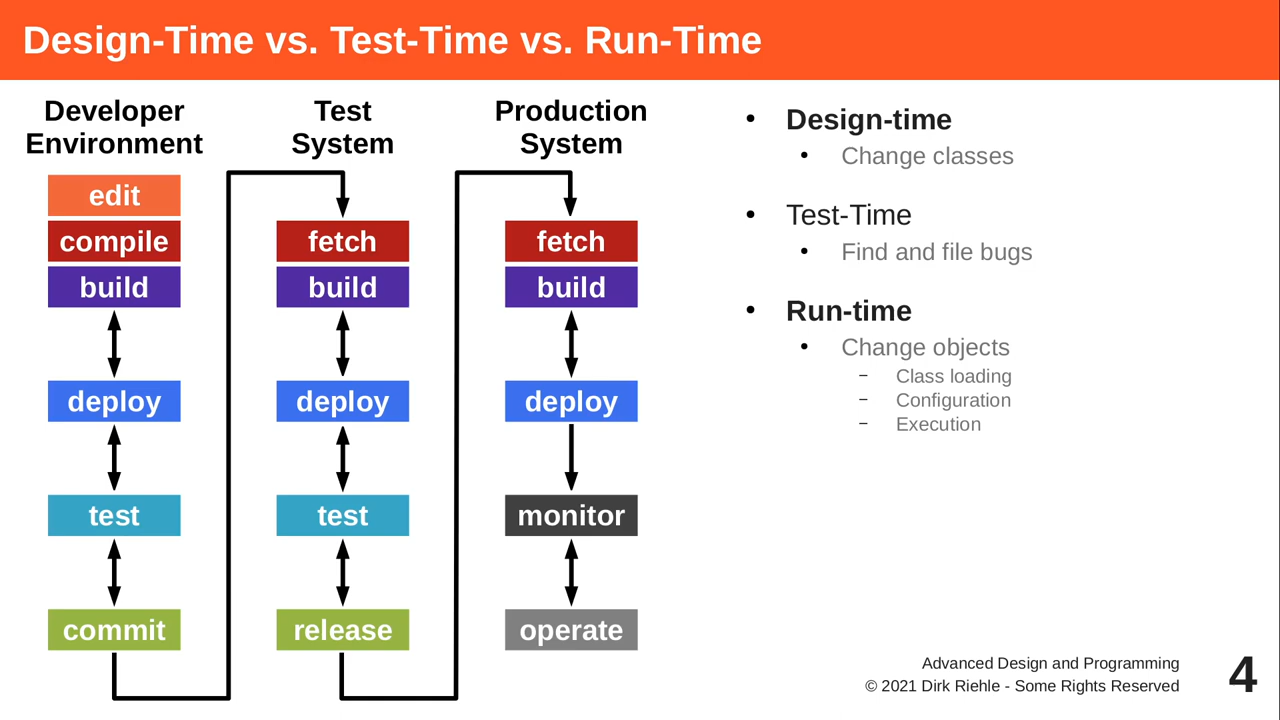 Design-Time vs. Test-Time vs. Run-Time
Developer
Environment
edit
compile
build
deploy
test
commit
Test
System
fetch
build
deploy
test
release
Production
System
fetch
build
deploy
monitor
operate
• Design-time
• Change classes
• Test-Time
• Find and file bugs
• Run-time
• Change objects
– Class loading
– Configuration
– Execution
Advanced Design and Programming
© 2021 Dirk Riehle - Some Rights Reserved
4